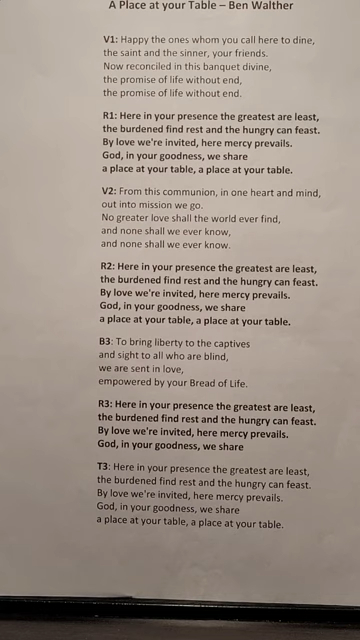 A Place at your Table – Ben Walther
V1: Happy the ones whom you call here to dine,
the saint and the sinner, your friends.
Now reconciled in this banquet divine,
the promise of life without end,
the promise of life without end.
R1: Here in your presence the greatest are least,
the burdened find rest and the hungry can feast.
By love we're invited, here mercy prevails.
God, in your goodness, we share
a place at your table, a place at your table.
V2: From this communion, in one heart and mind,
out into mission we go.
No greater love shall the world ever find,
and none shall we ever know,
and none shall we ever know.
R2: Here in your presence the greatest are least,
the burdened find rest and the hungry can feast.
By love we're invited, here mercy prevails.
God, in your goodness, we share
a place at your table, a place at your table.
B3: To bring liberty to the captives
and sight to all who are blind,
we are sent in love,
empowered by your Bread of Life.
R3: Here in your presence the greatest are least,
the burdened find rest and the hungry can feast.
By love we're invited, here mercy prevails.
God, in your goodness, we share
T3: Here in your presence the greatest are least,
the burdened find rest and the hungry can feast.
By love we're invited, here mercy prevails.
God, in your goodness, we share
a place at your table, a place at your table.